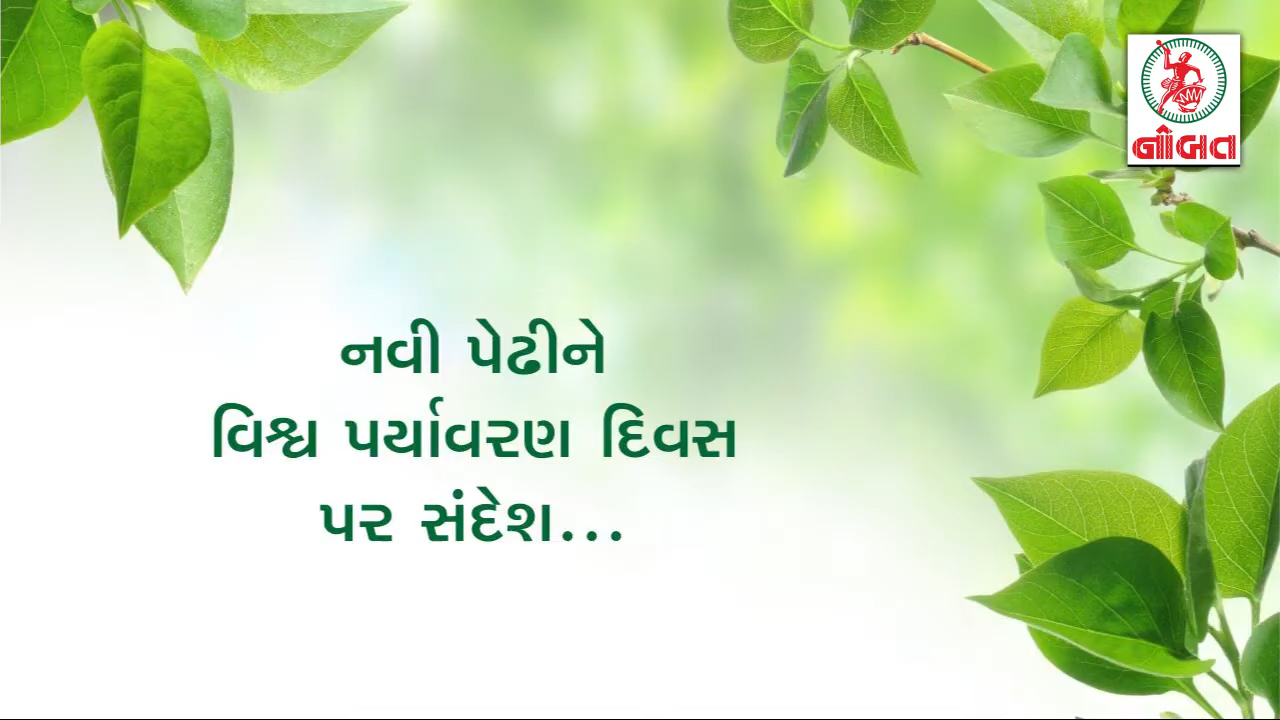 નોબત
નવી પેઢીને
વિશ્વ પર્યાવરણ દિવસ
પર સંદેશ...